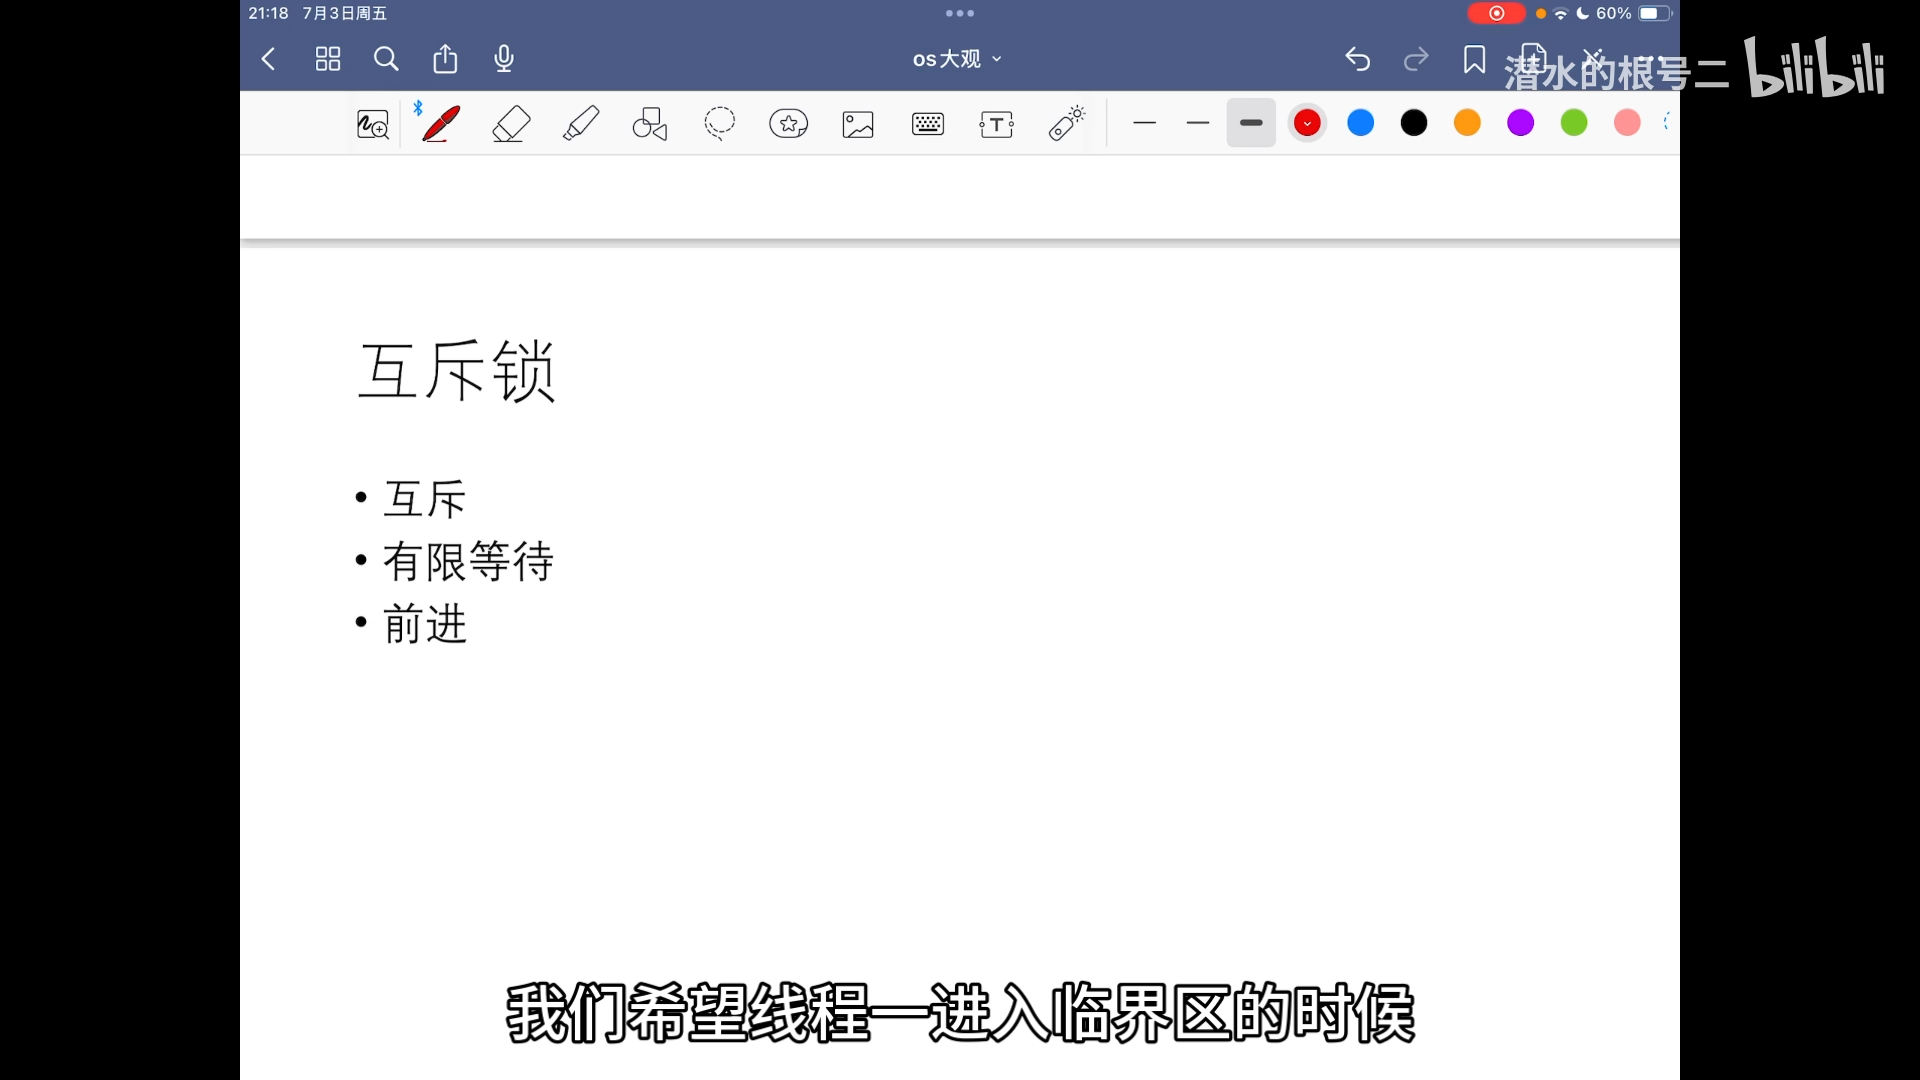 21:18 7月3日周五
60%
os大观
潜水的根号二 bilibili
T
互斥锁
• 互斥
• 有限等待
• 前进
我们希望线程一进入临界区的时候